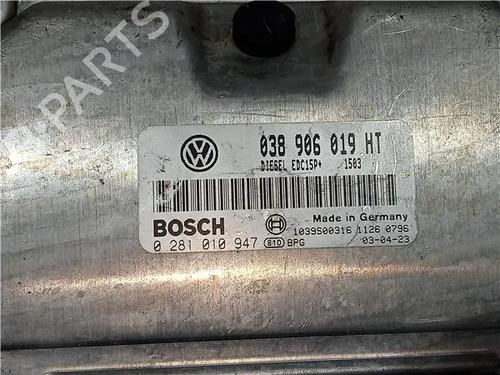 038 906 019 HT
DIESEL EDC15P+ 1503
BOSCH
Made in Germany
1039S00316 1126 0796
0 281 010 947 810 BPG 03-04-23